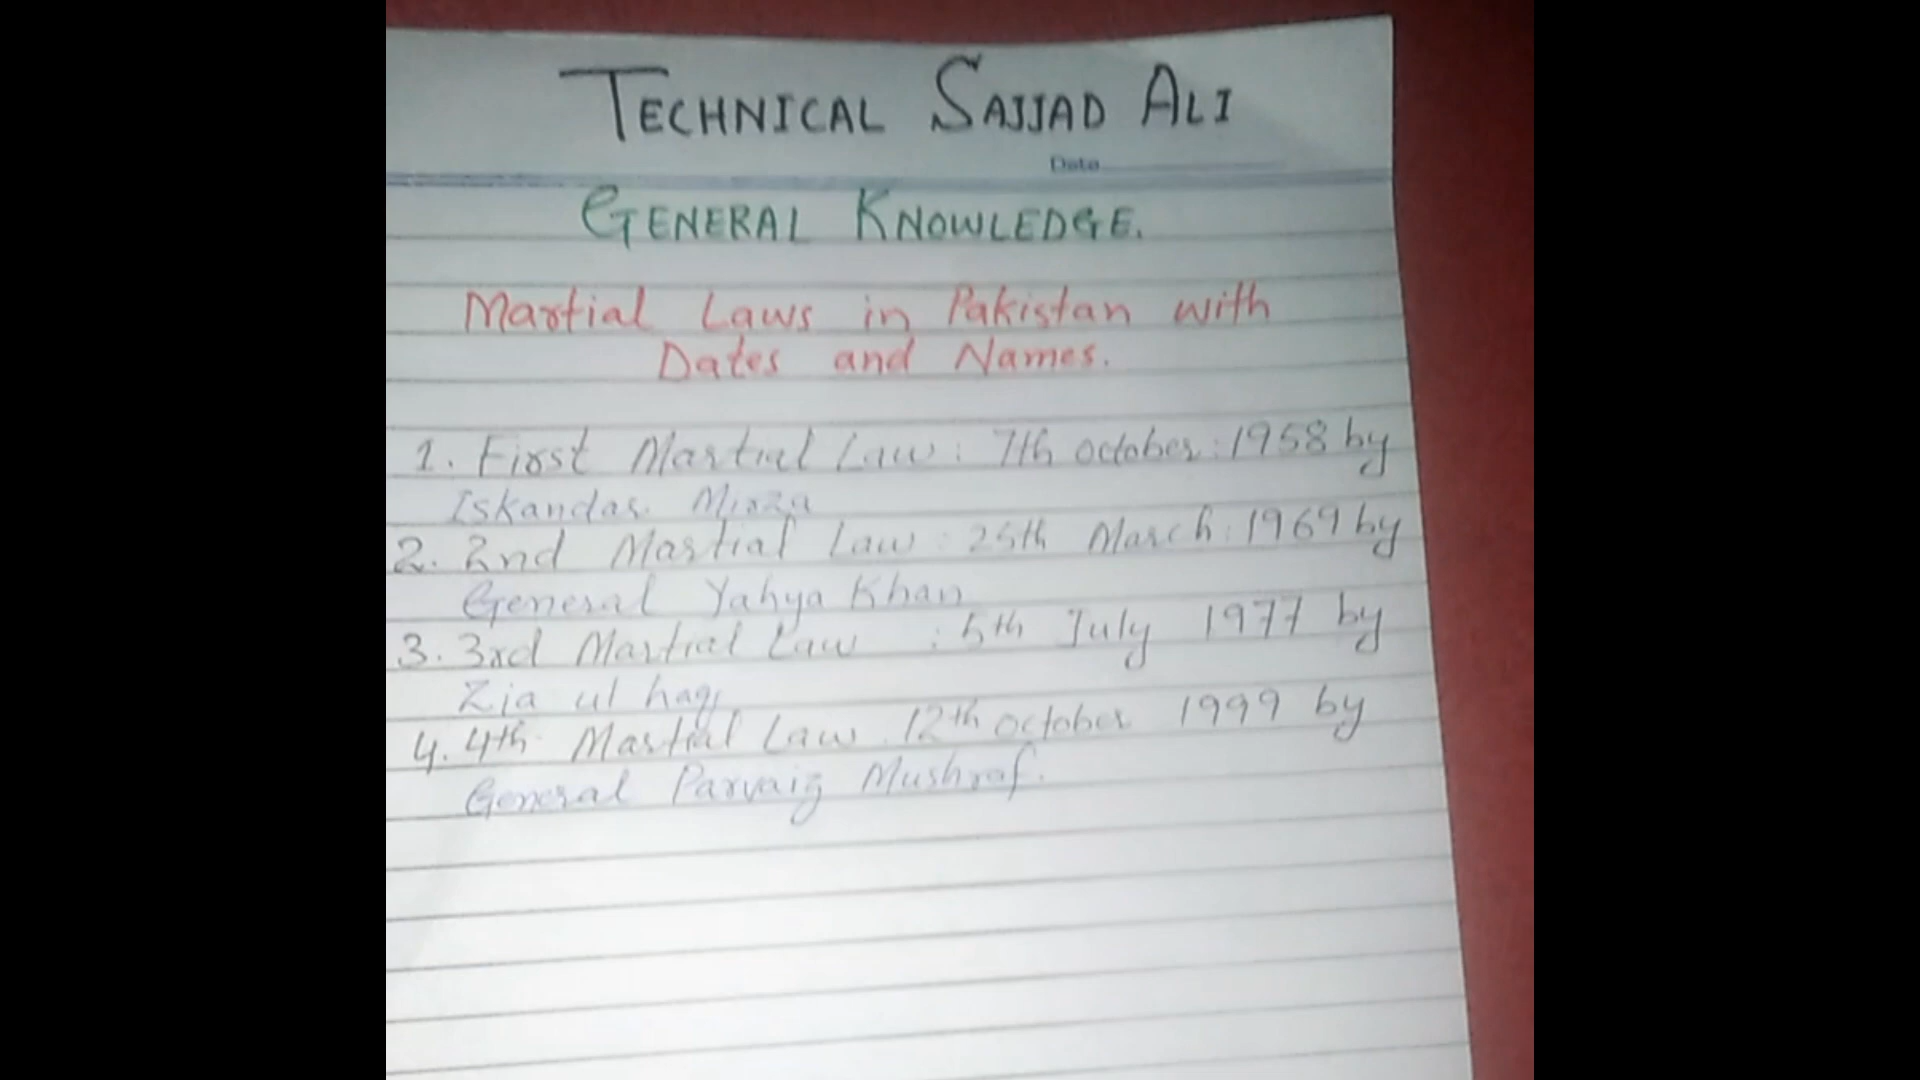 TECHNICAL SAJJAD ALI
Date
GENERAL KNOWLEDGE.
Martial Laws in Pakistan with
Dates and Names.
1. First Martial Law : 7th october : 1958 by
Iskandar Mirza
2. 2nd Martial Law : 25th March : 1969 by
General Yahya Khan
3. 3rd Martial Law : 5th July 1977 by
Zia ul haq
4. 4th Martial Law 12th october 1999 by
General Parvaiz Mushraf.